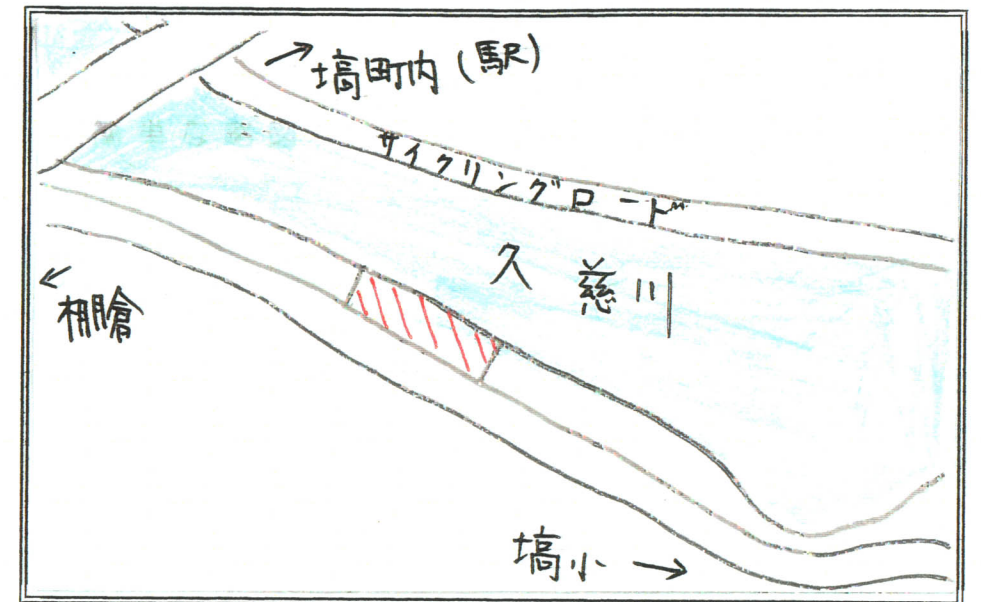 → 塙町内(駅)
サイクリングロード
久慈川
← 棚倉
塙小 →